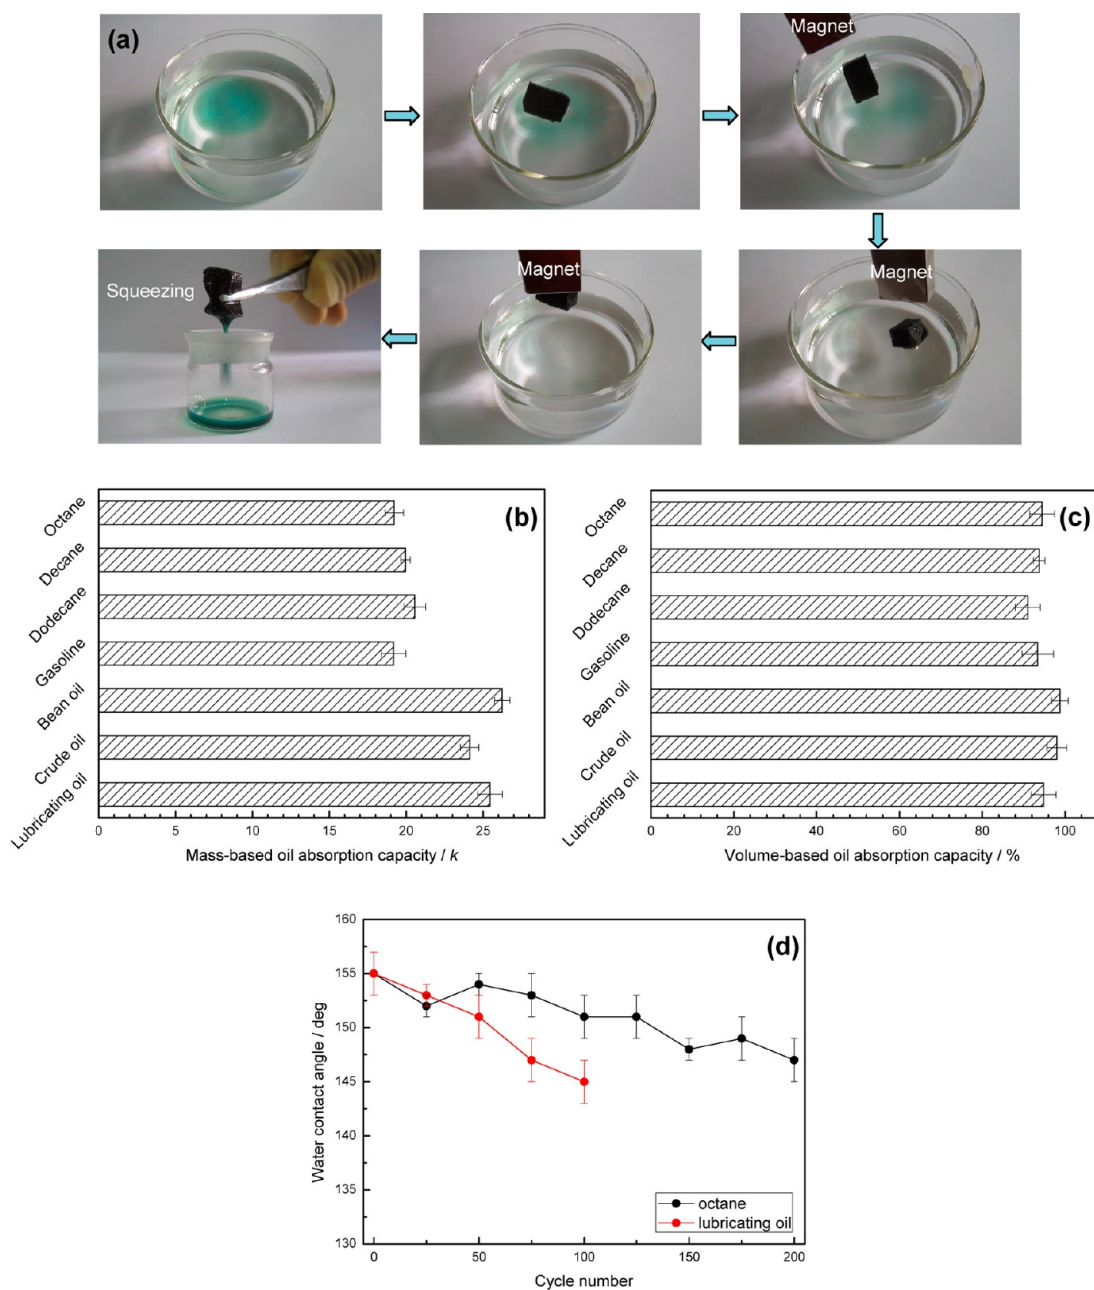 (a)
Magnet
Squeezing
Magnet
Magnet
(b)
Octane
Decane
Dodecane
Gasoline
Bean oil
Crude oil
Lubricating oil
0 5 10 15 20 25
Mass-based oil absorption capacity / k
(c)
Octane
Decane
Dodecane
Gasoline
Bean oil
Crude oil
Lubricating oil
0 20 40 60 80 100
Volume-based oil absorption capacity / %
(d)
160
155
150
145
140
135
130
Water contact angle / deg
octane
lubricating oil
0 50 100 150 200
Cycle number